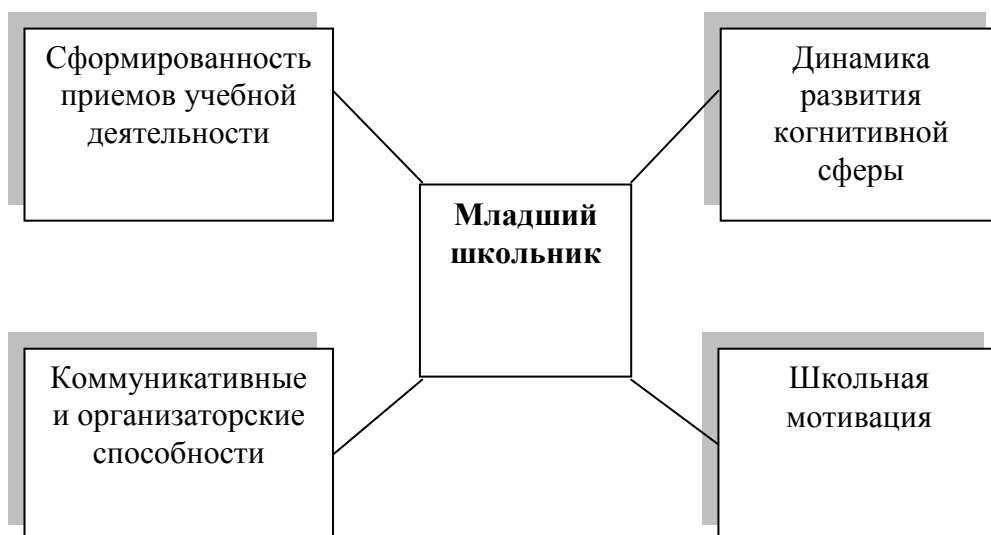 Сформированность
приемов учебной
деятельности
Динамика
развития
когнитивной
сферы
Младший
школьник
Коммуникативные
и организаторские
способности
Школьная
мотивация